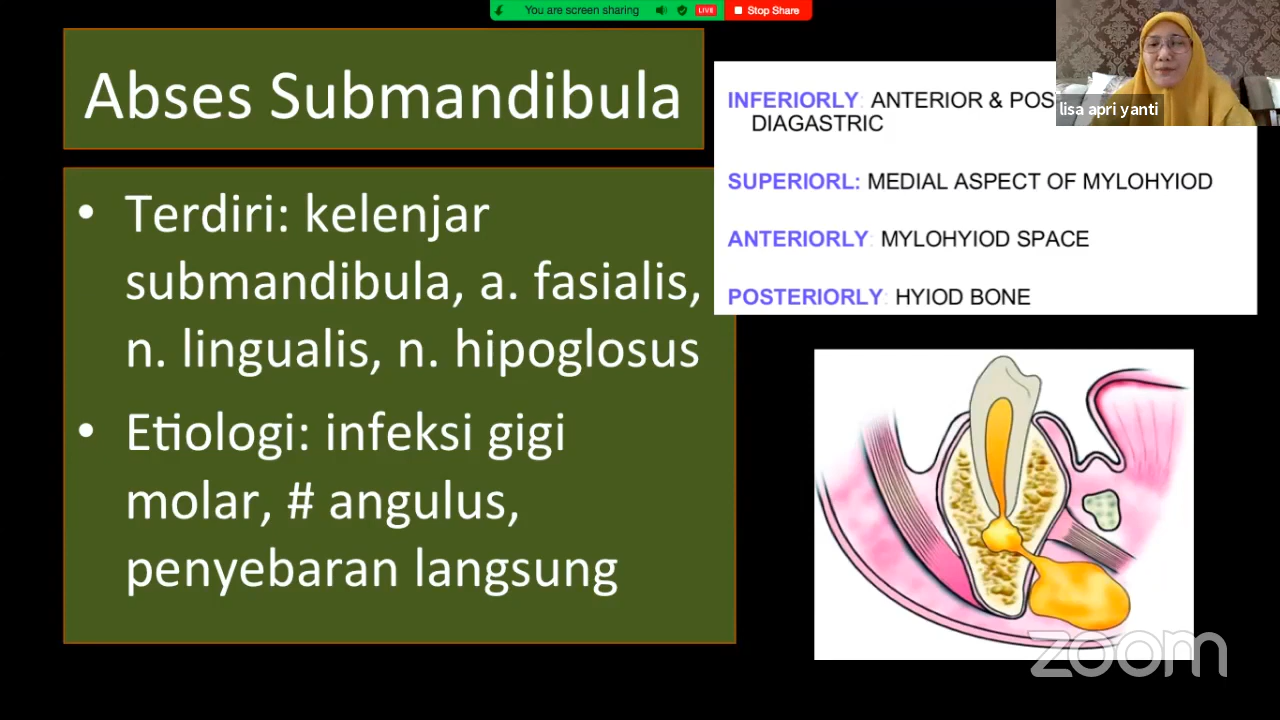 You are screen sharing
LIVE
Stop Share
Abses Submandibula
• Terdiri: kelenjar
submandibula, a. fasialis,
n. lingualis, n. hipoglosus
• Etiologi: infeksi gigi
molar, # angulus,
penyebaran langsung
INFERIORLY: ANTERIOR & POS
DIAGASTRIC
SUPERIORL: MEDIAL ASPECT OF MYLOHYIOD
ANTERIORLY: MYLOHYIOD SPACE
POSTERIORLY: HYIOD BONE
lisa apri yanti
zoom